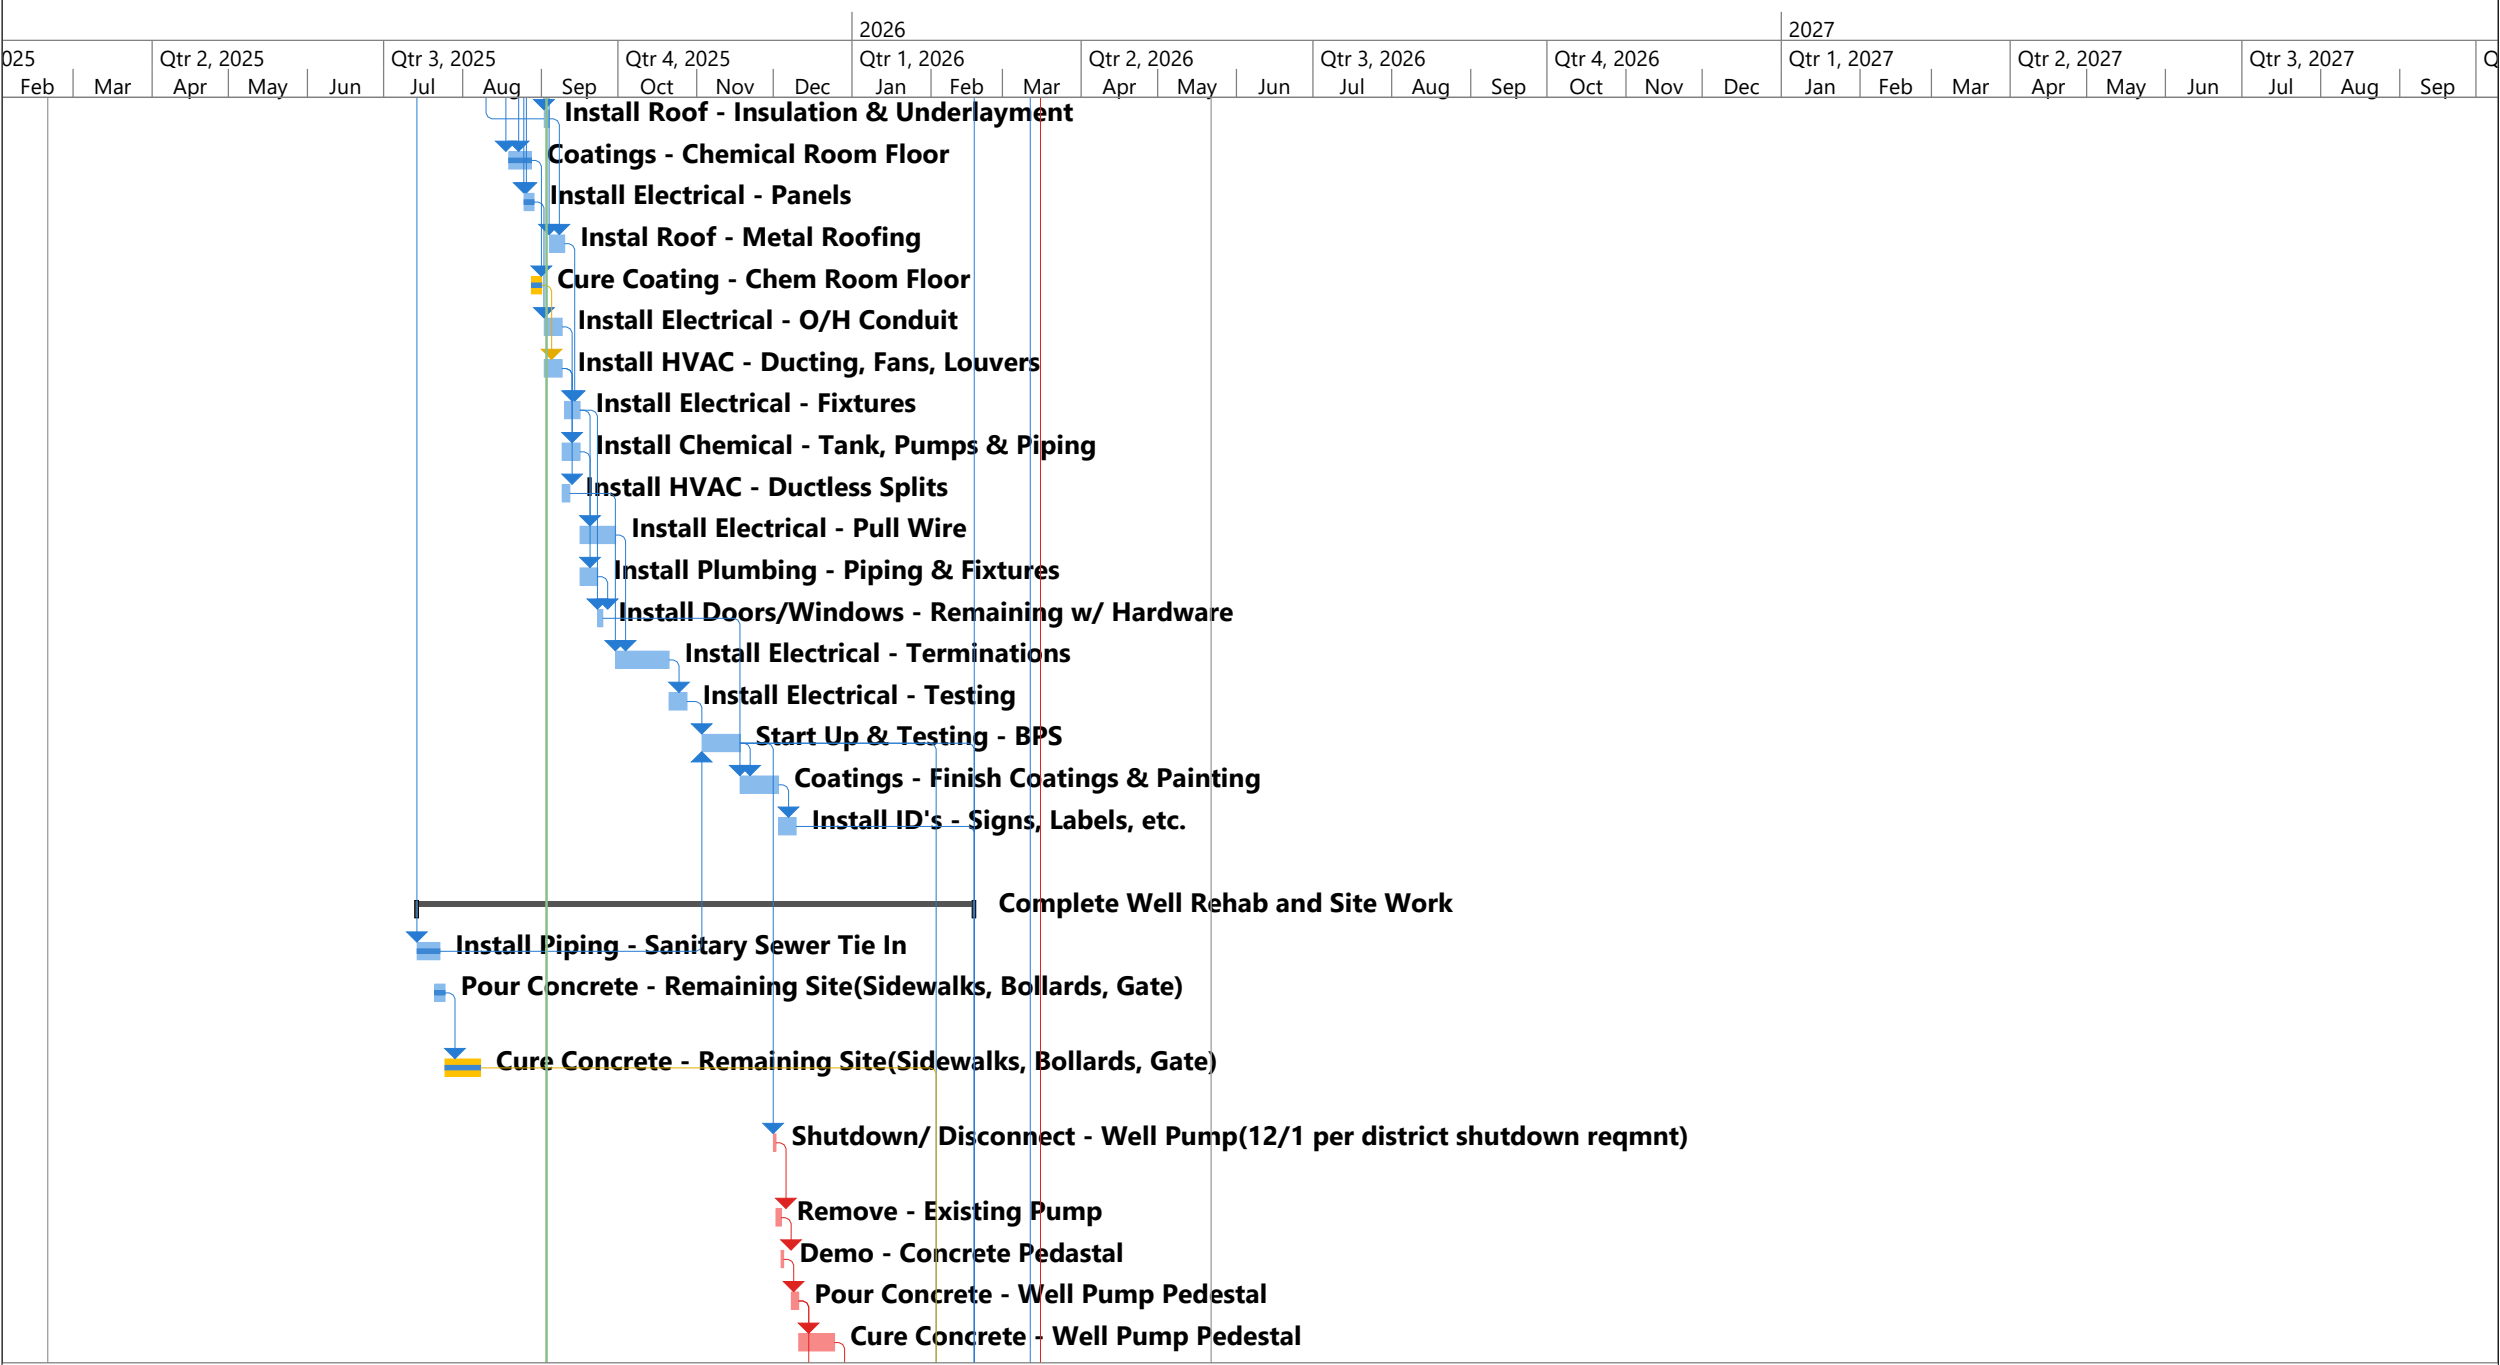 2026
2027
025
Qtr 2, 2025
Qtr 3, 2025
Qtr 4, 2025
Qtr 1, 2026
Qtr 2, 2026
Qtr 3, 2026
Qtr 4, 2026
Qtr 1, 2027
Qtr 2, 2027
Qtr 3, 2027
Q
Feb Mar Apr May Jun Jul Aug Sep Oct Nov Dec Jan Feb Mar Apr May Jun Jul Aug Sep Oct Nov Dec Jan Feb Mar Apr May Jun Jul Aug Sep
Install Roof - Insulation & Underlayment
Coatings - Chemical Room Floor
Install Electrical - Panels
Instal Roof - Metal Roofing
Cure Coating - Chem Room Floor
Install Electrical - O/H Conduit
Install HVAC - Ducting, Fans, Louvers
Install Electrical - Fixtures
Install Chemical - Tank, Pumps & Piping
Install HVAC - Ductless Splits
Install Electrical - Pull Wire
Install Plumbing - Piping & Fixtures
Install Doors/Windows - Remaining w/ Hardware
Install Electrical - Terminations
Install Electrical - Testing
Start Up & Testing - BPS
Coatings - Finish Coatings & Painting
Install ID's - Signs, Labels, etc.
Complete Well Rehab and Site Work
Install Piping - Sanitary Sewer Tie In
Pour Concrete - Remaining Site(Sidewalks, Bollards, Gate)
Cure Concrete - Remaining Site(Sidewalks, Bollards, Gate)
Shutdown/ Disconnect - Well Pump(12/1 per district shutdown reqmnt)
Remove - Existing Pump
Demo - Concrete Pedastal
Pour Concrete - Well Pump Pedestal
Cure Concrete - Well Pump Pedestal